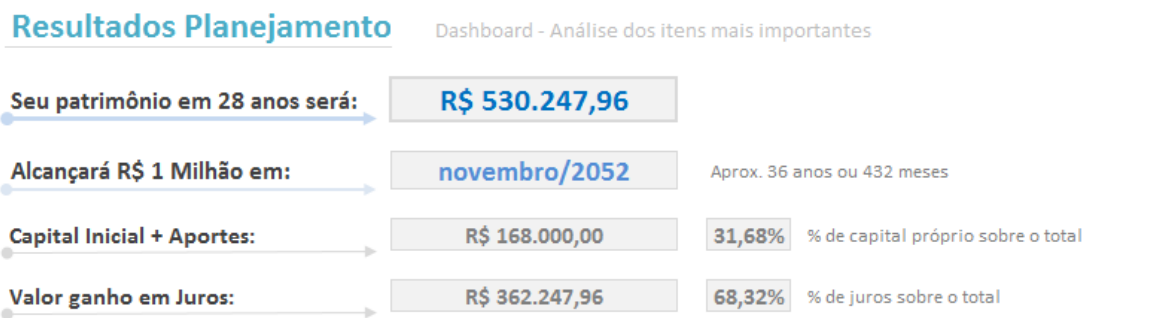 Resultados Planejamento Dashboard - Análise dos itens mais importantes
Seu patrimônio em 28 anos será: R$ 530.247,96
Alcançará R$ 1 Milhão em: novembro/2052 Aprox. 36 anos ou 432 meses
Capital Inicial + Aportes: R$ 168.000,00 31,68% % de capital próprio sobre o total
Valor ganho em Juros: R$ 362.247,96 68,32% % de juros sobre o total